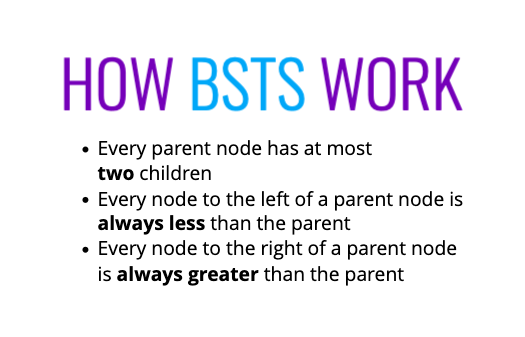 HOW BSTS WORK
• Every parent node has at most
two children
• Every node to the left of a parent node is
always less than the parent
• Every node to the right of a parent node
is always greater than the parent